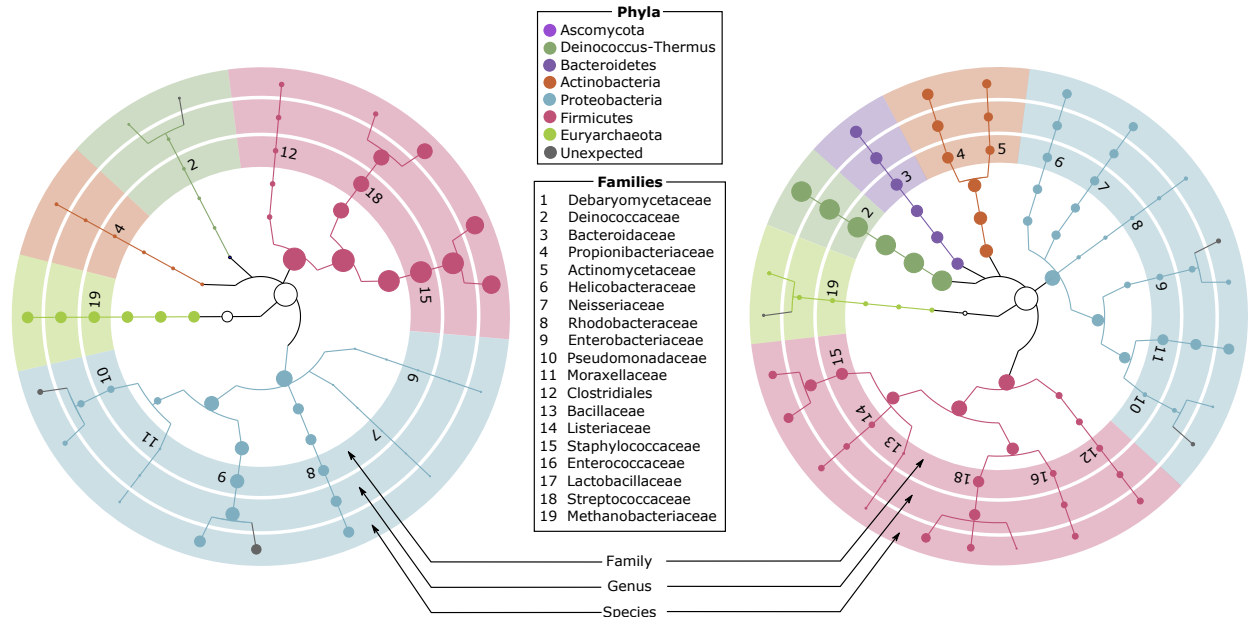 Phyla
Ascomycota
Deinococcus-Thermus
Bacteroidetes
Actinobacteria
Proteobacteria
Firmicutes
Euryarchaeota
Unexpected
Families
1 Debaryomycetaceae
2 Deinococcaceae
3 Bacteroidaceae
4 Propionibacteriaceae
5 Actinomycetaceae
6 Helicobacteraceae
7 Neisseriaceae
8 Rhodobacteraceae
9 Enterobacteriaceae
10 Pseudomonadaceae
11 Moraxellaceae
12 Clostridiales
13 Bacillaceae
14 Listeriaceae
15 Staphylococcaceae
16 Enterococcaceae
17 Lactobacillaceae
18 Streptococcaceae
19 Methanobacteriaceae
Family
Genus
Species
2
12
18
15
4
19
10
11
9
8
7
6
2
3
4
5
6
7
8
9
11
10
12
16
18
13
14
15
19